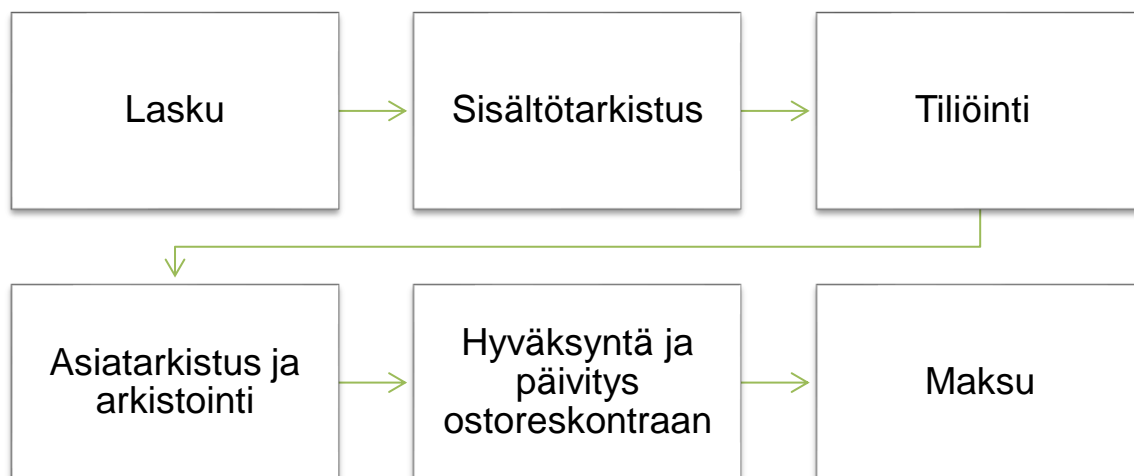 Lasku
Sisältötarkistus
Tiliöinti
Asiatarkistus ja
arkistointi
Hyväksyntä ja
päivitys
ostoreskontraan
Maksu